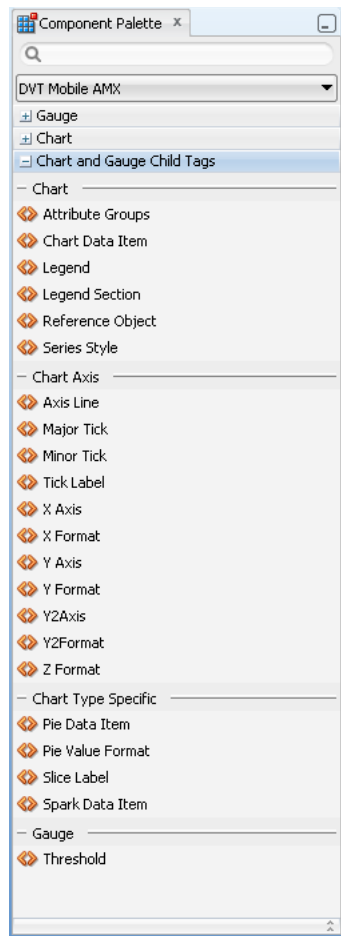 Component Palette
DVT Mobile AMX
Gauge
Chart
Chart and Gauge Child Tags
Chart
Attribute Groups
Chart Data Item
Legend
Legend Section
Reference Object
Series Style
Chart Axis
Axis Line
Major Tick
Minor Tick
Tick Label
X Axis
X Format
Y Axis
Y Format
Y2Axis
Y2Format
Z Format
Chart Type Specific
Pie Data Item
Pie Value Format
Slice Label
Spark Data Item
Gauge
Threshold